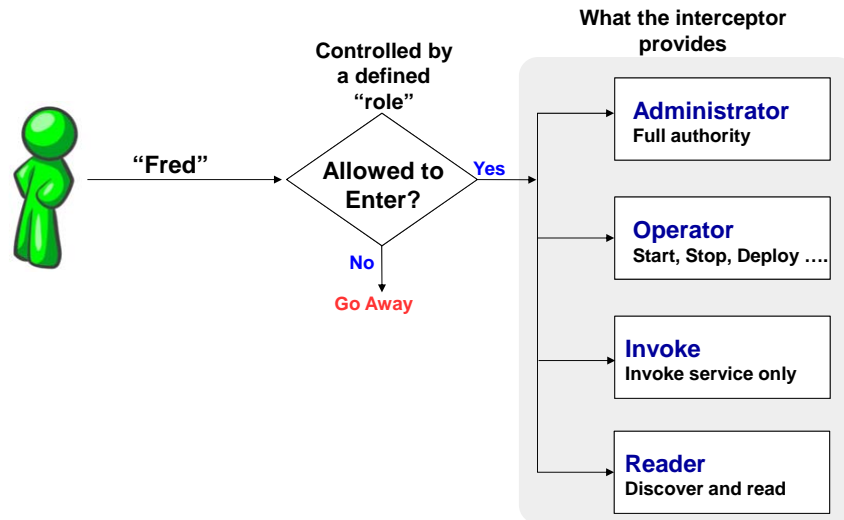 What the interceptor
provides
Controlled by
a defined
“role”
“Fred”
Allowed to
Enter?
Yes
No
Go Away
Administrator
Full authority
Operator
Start, Stop, Deploy ….
Invoke
Invoke service only
Reader
Discover and read